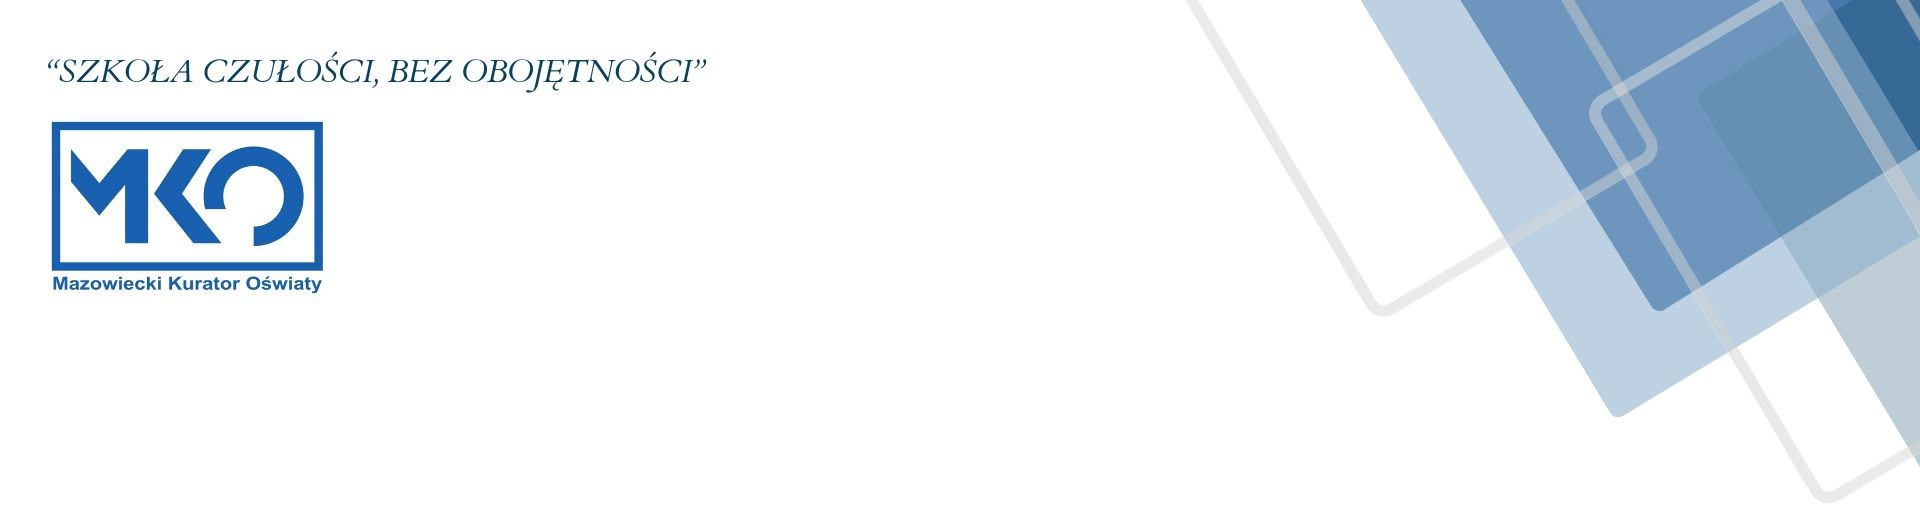 “SZKOŁA CZUŁOŚCI, BEZ OBOJĘTNOŚCI”
MKO
Mazowiecki Kurator Oświaty